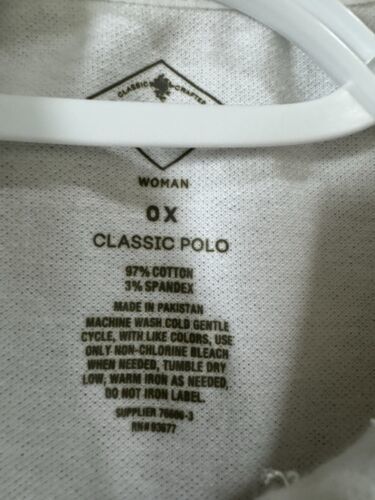 CLASSIC CRAFTED
WOMAN
0X
CLASSIC POLO
97% COTTON
3% SPANDEX
MADE IN PAKISTAN
MACHINE WASH COLD GENTLE
CYCLE, WITH LIKE COLORS, USE
ONLY NON-CHLORINE BLEACH
WHEN NEEDED, TUMBLE DRY
LOW; WARM IRON AS NEEDED,
DO NOT IRON LABEL.
SUPPLIER
RN# 93677